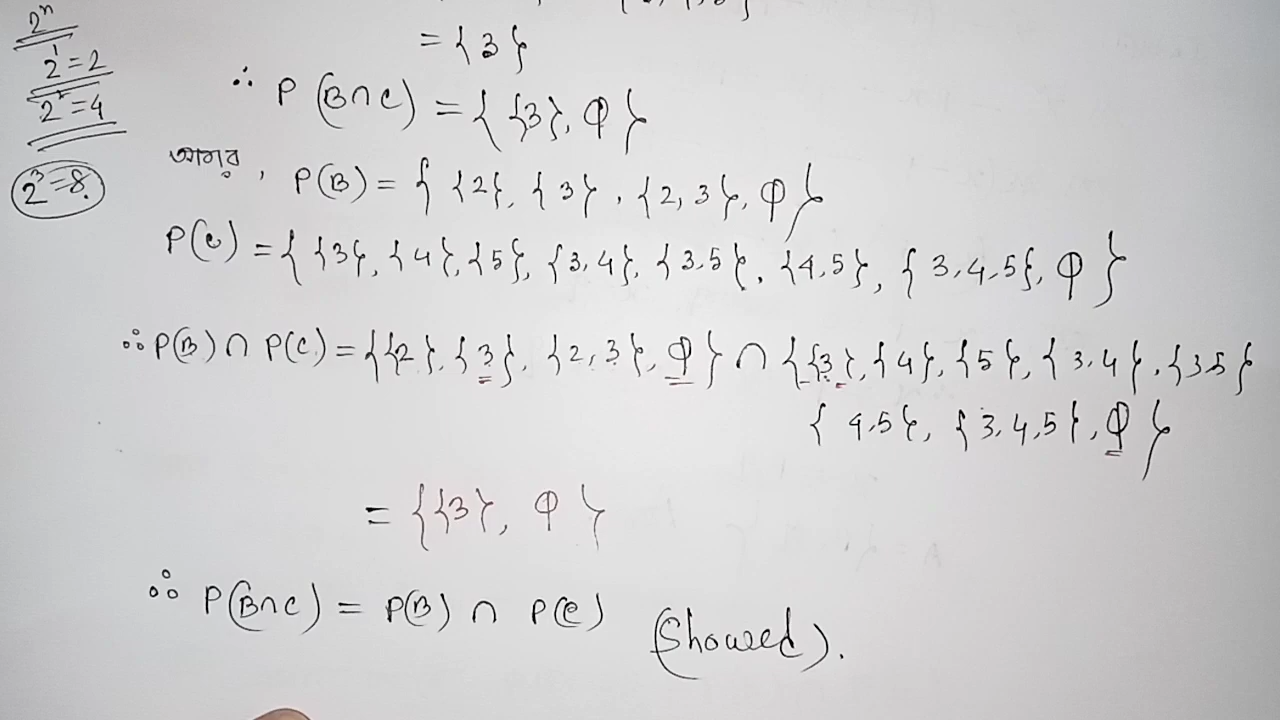 2ⁿ
2¹ = 2
2² = 4
2³ = 8.
= {3}
∴ P(B∩C) = {{3}, Φ}
আবার, P(B) = {{2}, {3}, {2,3}, Φ}
P(C) = {{3}, {4}, {5}, {3,4}, {3,5}, {4,5}, {3,4,5}, Φ}
∴ P(B) ∩ P(C) = {{2}, {3}, {2,3}, Φ} ∩ {{3}, {4}, {5}, {3,4}, {3,5}
{4,5}, {3,4,5}, Φ}
= {{3}, Φ}
∴ P(B∩C) = P(B) ∩ P(C) (Showed).